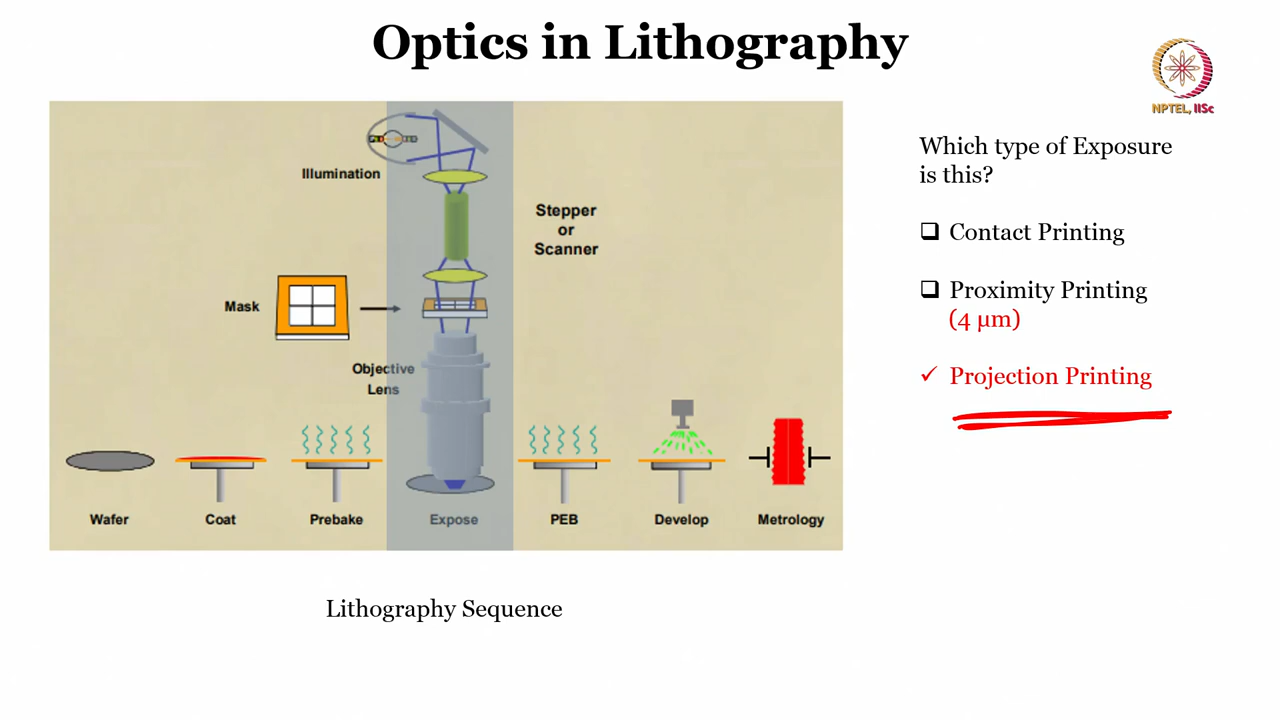 Optics in Lithography
NPTEL, IISc
Illumination
Stepper
or
Scanner
Mask
Objective
Lens
Wafer
Coat
Prebake
Expose
PEB
Develop
Metrology
Lithography Sequence
Which type of Exposure
is this?
Contact Printing
Proximity Printing
(4 µm)
Projection Printing